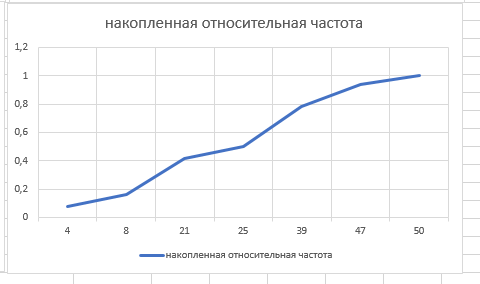 накопленная относительная частота
1,2
1
0,8
0,6
0,4
0,2
0
4 8 21 25 39 47 50
накопленная относительная частота